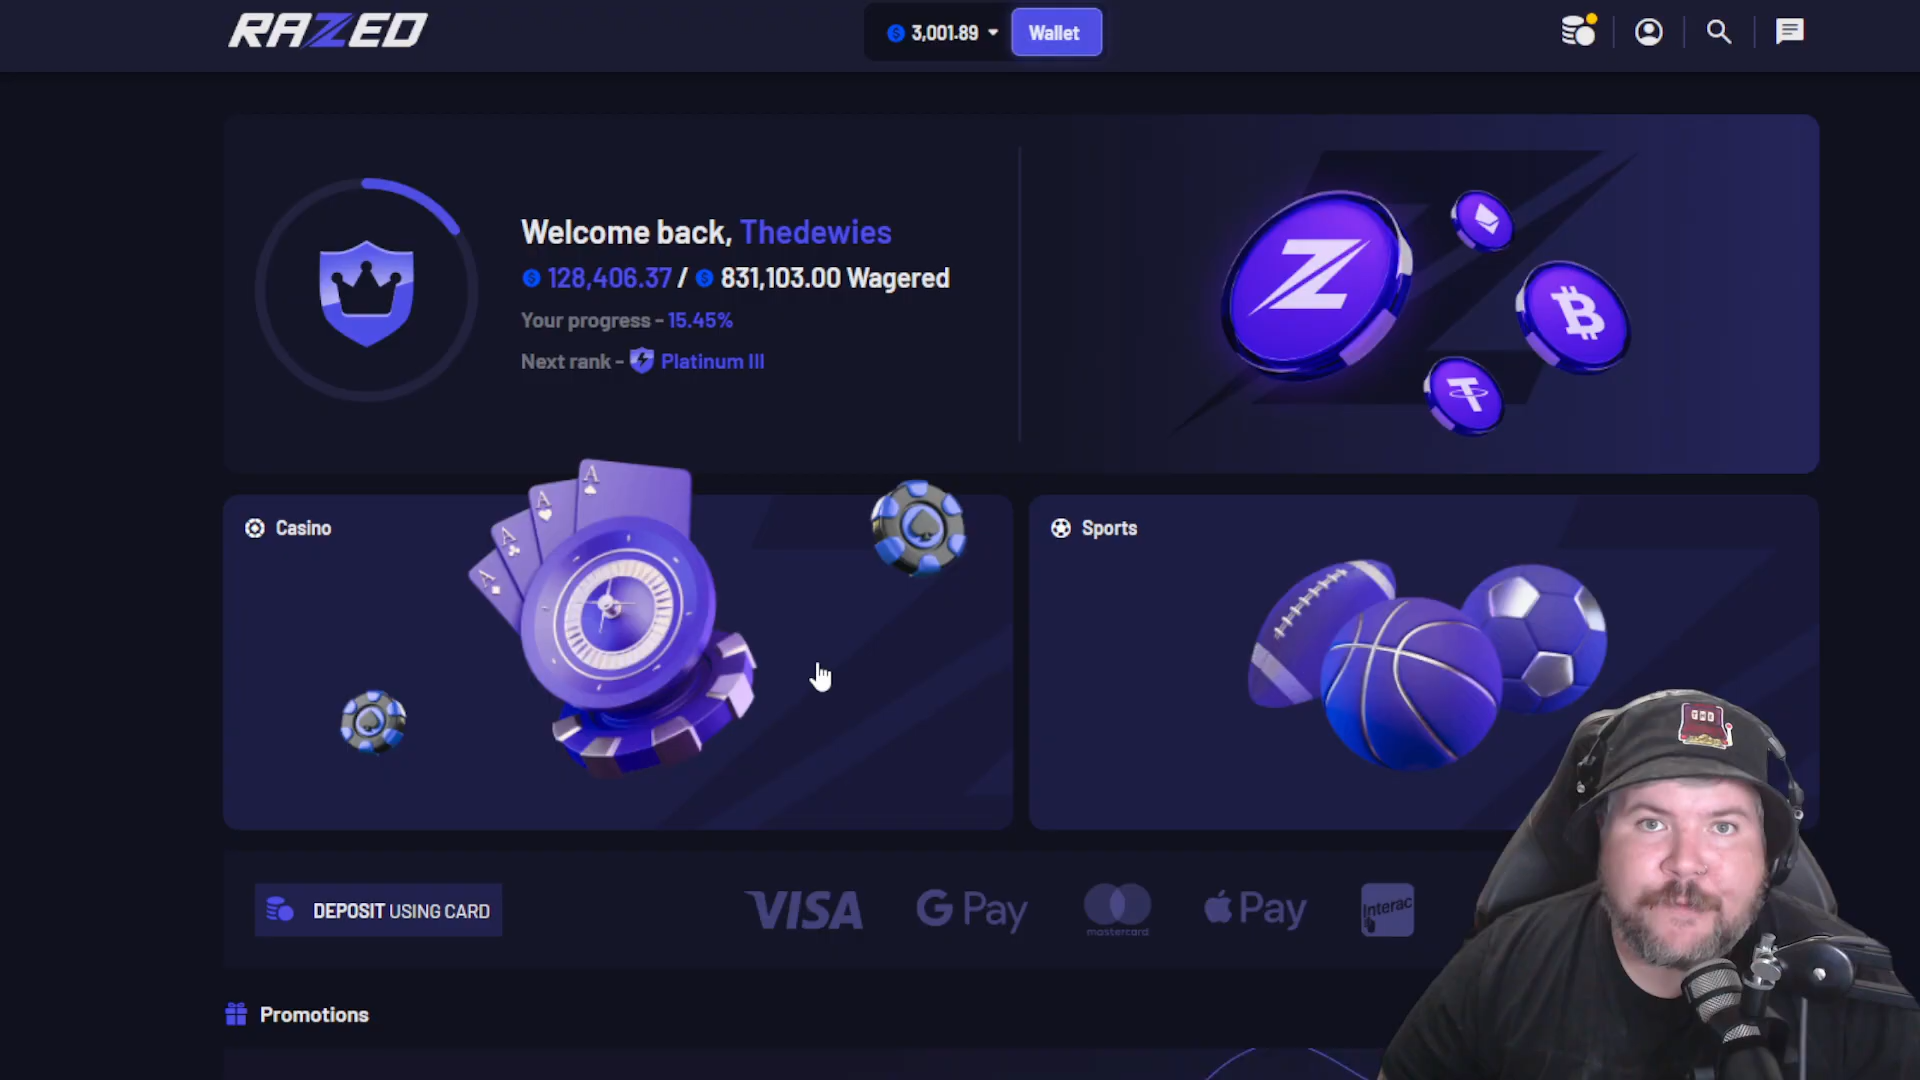 RAZED
3,001.89
Wallet
Welcome back, Thedewies
128,406.37 / 831,103.00 Wagered
Your progress - 15.45%
Next rank - Platinum III
Casino
A
A
A
A
Sports
DEPOSIT USING CARD
VISA
G Pay
mastercard
Pay
Interac
THE
Promotions